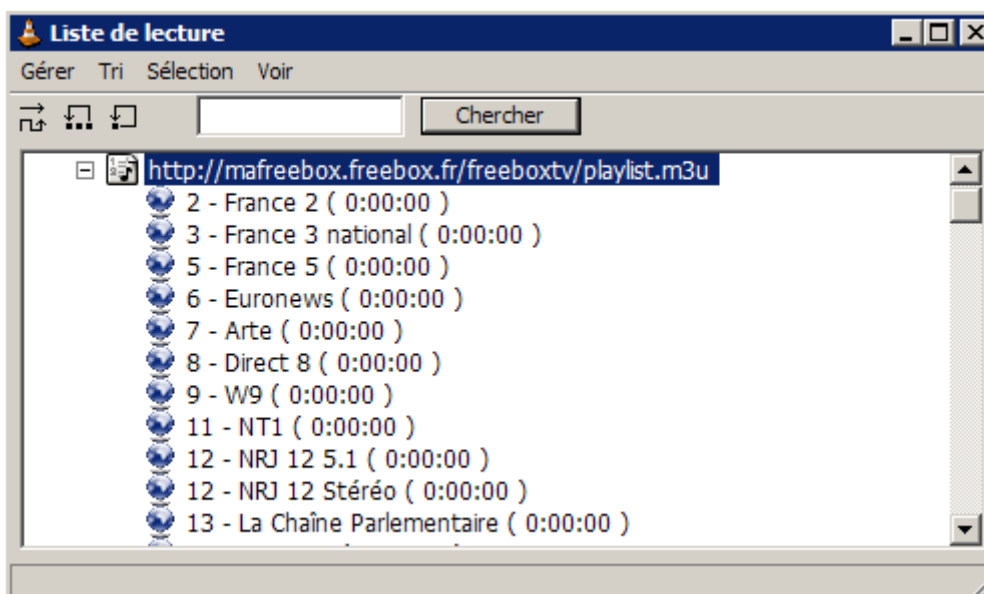 Liste de lecture
Gérer Tri Sélection Voir
Chercher
http://mafreebox.freebox.fr/freeboxtv/playlist.m3u
2 - France 2 ( 0:00:00 )
3 - France 3 national ( 0:00:00 )
5 - France 5 ( 0:00:00 )
6 - Euronews ( 0:00:00 )
7 - Arte ( 0:00:00 )
8 - Direct 8 ( 0:00:00 )
9 - W9 ( 0:00:00 )
11 - NT1 ( 0:00:00 )
12 - NRJ 12 5.1 ( 0:00:00 )
12 - NRJ 12 Stéréo ( 0:00:00 )
13 - La Chaîne Parlementaire ( 0:00:00 )